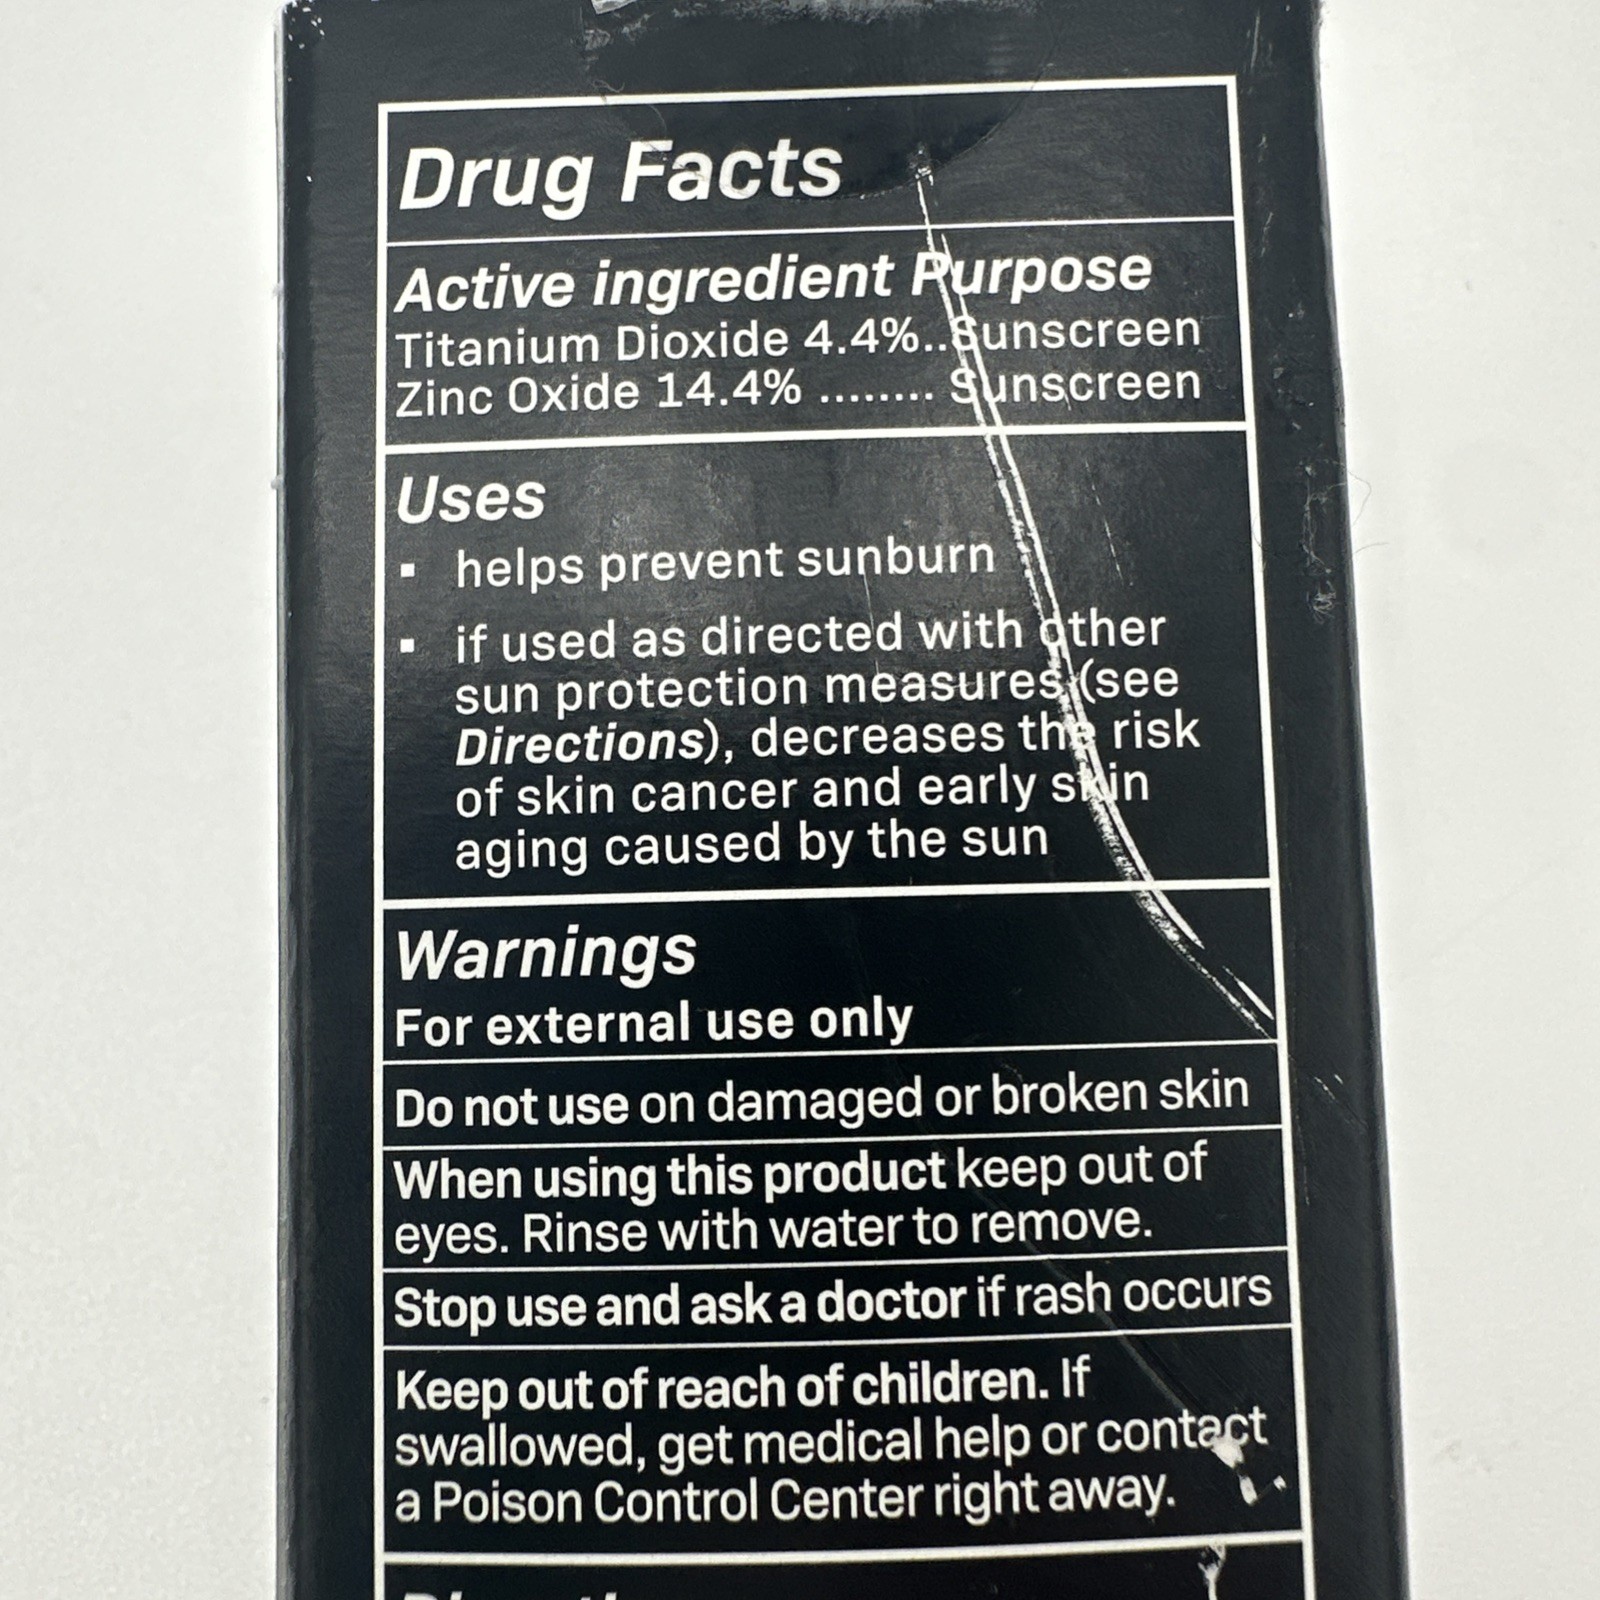 Drug Facts
Active ingredient Purpose
Titanium Dioxide 4.4%..Sunscreen
Zinc Oxide 14.4% ........ Sunscreen
Uses
▪ helps prevent sunburn
▪ if used as directed with other
sun protection measures (see
Directions), decreases the risk
of skin cancer and early skin
aging caused by the sun
Warnings
For external use only
Do not use on damaged or broken skin
When using this product keep out of
eyes. Rinse with water to remove.
Stop use and ask a doctor if rash occurs
Keep out of reach of children. If
swallowed, get medical help or contact
a Poison Control Center right away.